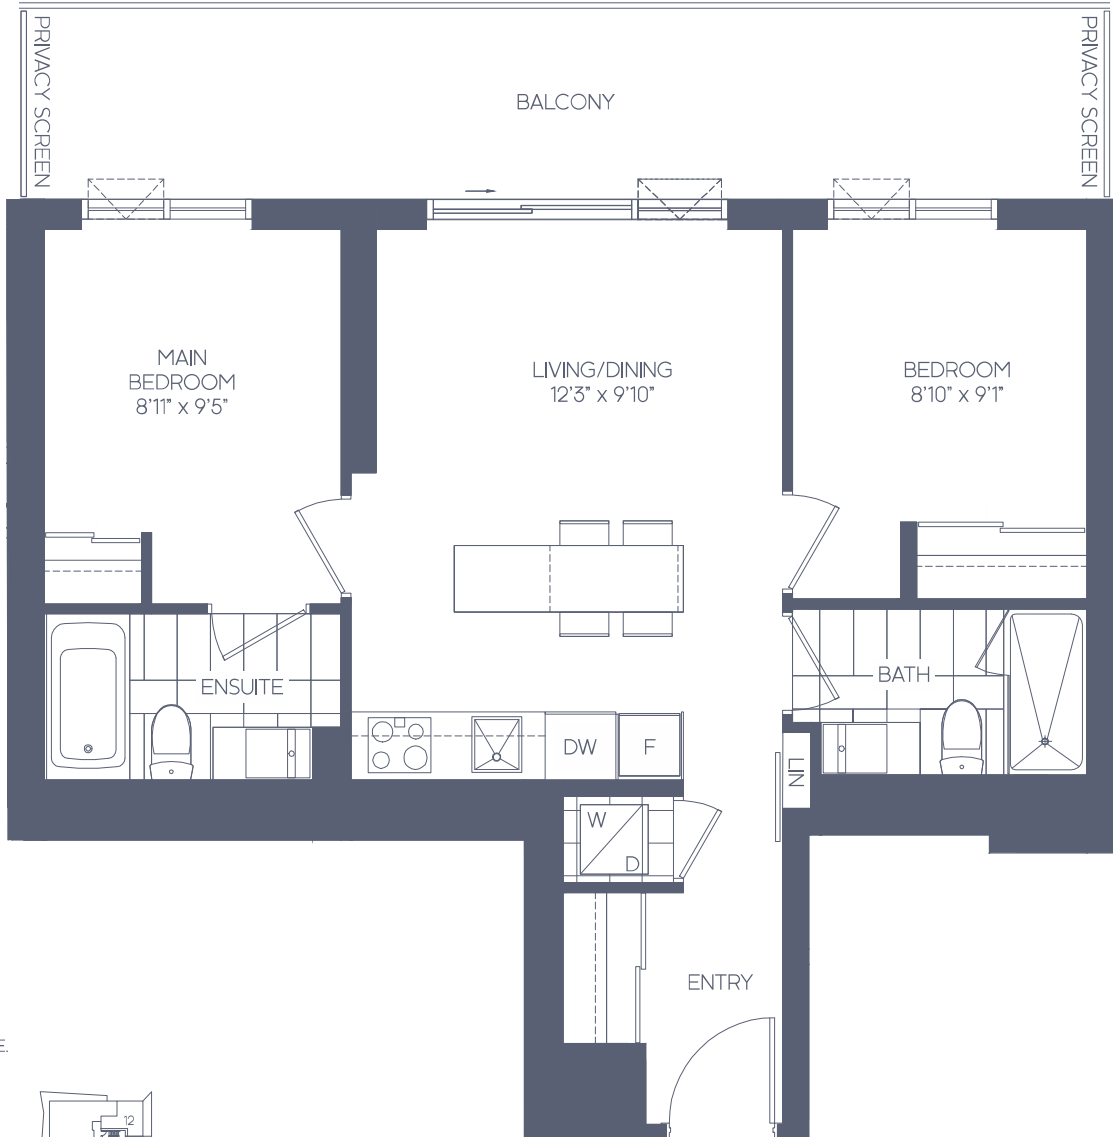 PRIVACY SCREEN
BALCONY
PRIVACY SCREEN
MAIN
BEDROOM
8'11" x 9'5"
LIVING/DINING
12'3" x 9'10"
BEDROOM
8'10" x 9'1"
ENSUITE
BATH
DW
F
LIN
W
D
ENTRY
E.
12